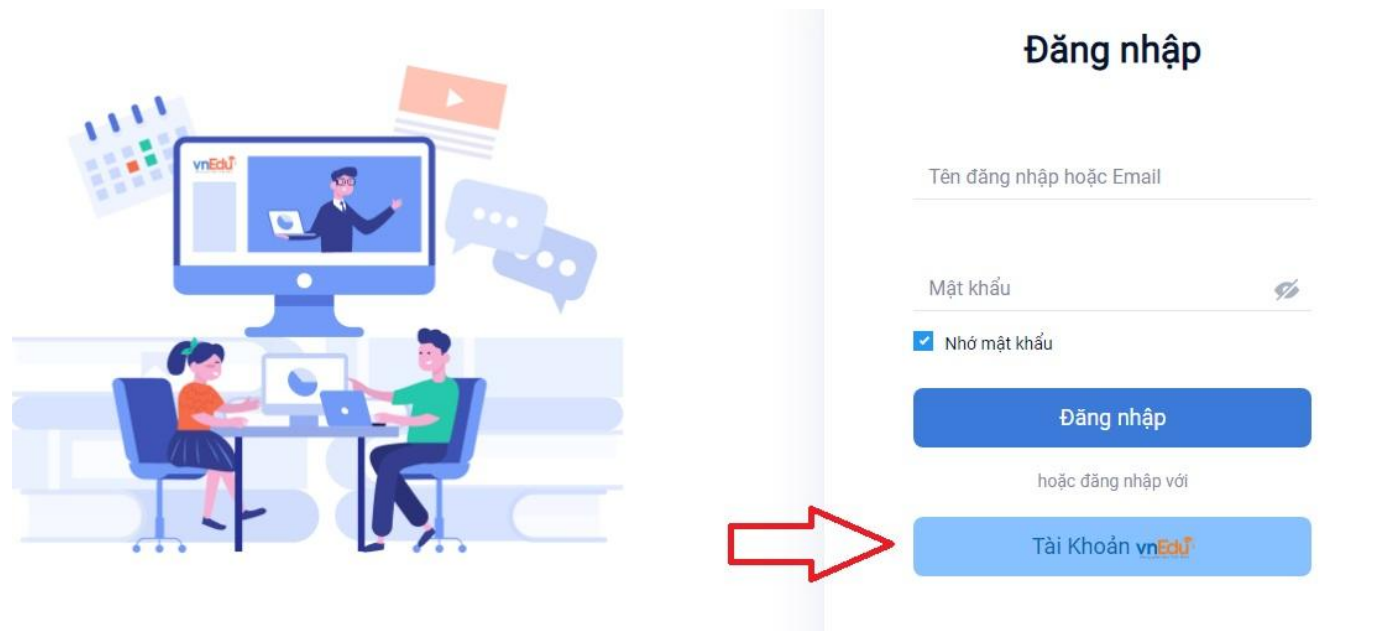 vnEdu
Đăng nhập
Tên đăng nhập hoặc Email
Mật khẩu
Nhớ mật khẩu
Đăng nhập
hoặc đăng nhập với
Tài Khoản vnEdu